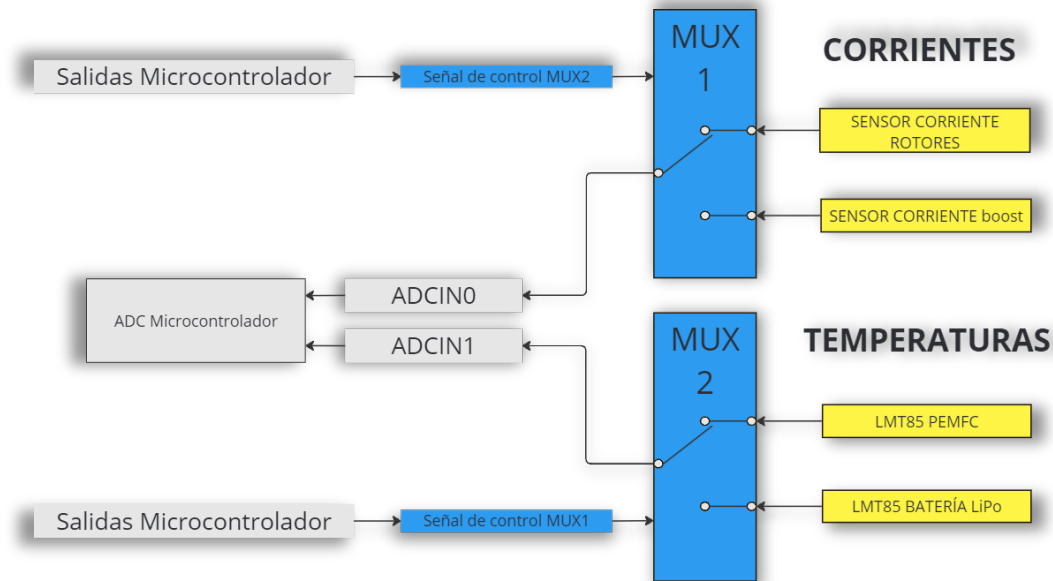 MUX
1
CORRIENTES
Salidas Microcontrolador
Señal de control MUX2
SENSOR CORRIENTE
ROTORES
SENSOR CORRIENTE boost
ADCIN0
ADC Microcontrolador
ADCIN1
MUX
2
TEMPERATURAS
LMT85 PEMFC
LMT85 BATERÍA LiPo
Salidas Microcontrolador
Señal de control MUX1